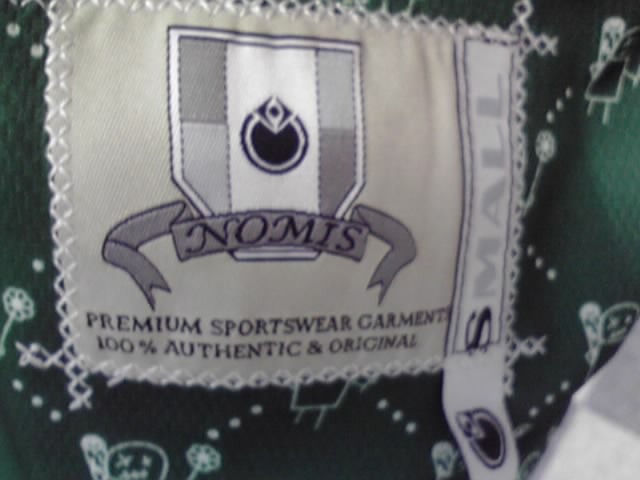 NOMIS
PREMIUM SPORTSWEAR GARMENTS
100% AUTHENTIC & ORIGINAL
SMALL